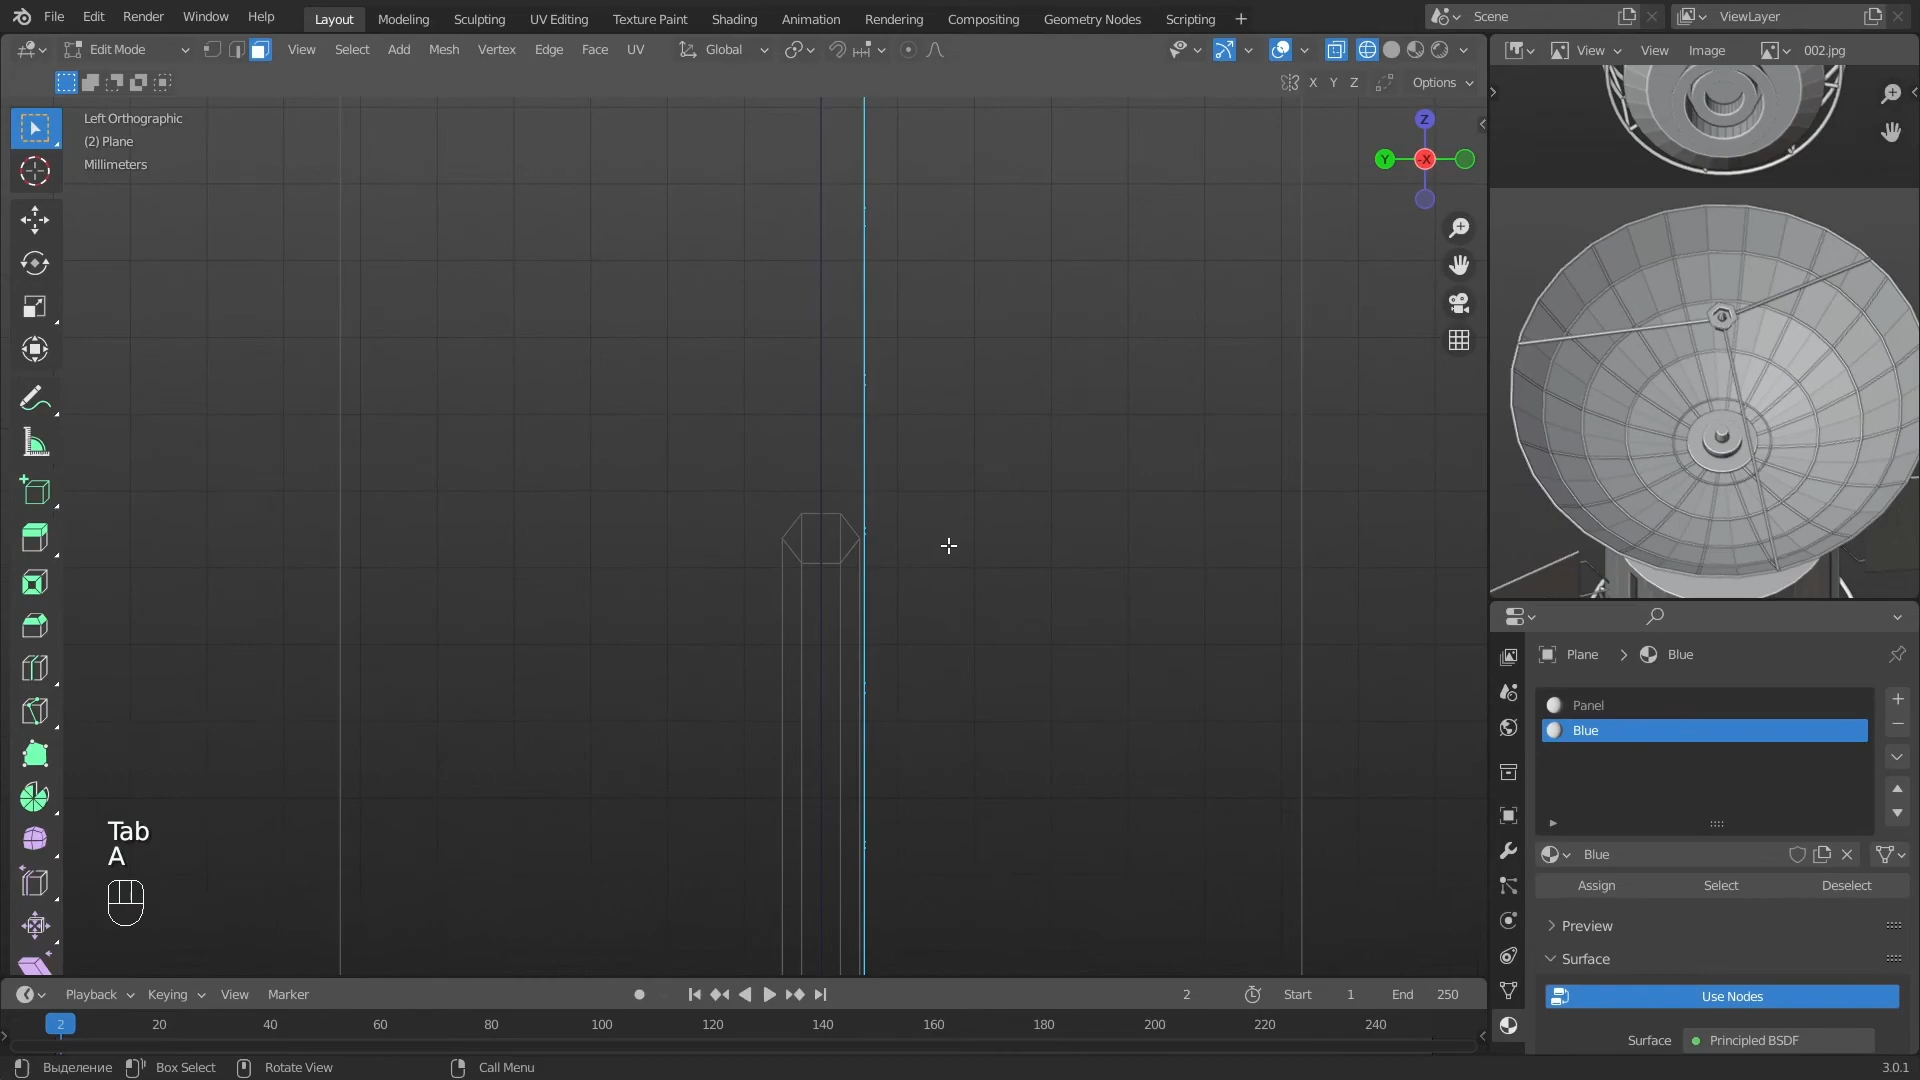 File Edit Render Window Help Layout Modeling Sculpting UV Editing Texture Paint Shading Animation Rendering Compositing Geometry Nodes Scripting + Scene ViewLayer
Edit Mode View Select Add Mesh Vertex Edge Face UV Global View View Image 002.jpg
X Y Z Options
Left Orthographic
(2) Plane
Millimeters
Z
Y
-X
Plane Blue
Panel
Blue
Blue
Assign Select Deselect
Preview
Surface
Use Nodes
Surface Principled BSDF
Tab
A
Playback Keying View Marker 2 Start 1 End 250
2 20 40 60 80 100 120 140 160 180 200 220 240
Выделение Box Select Rotate View Call Menu 3.0.1